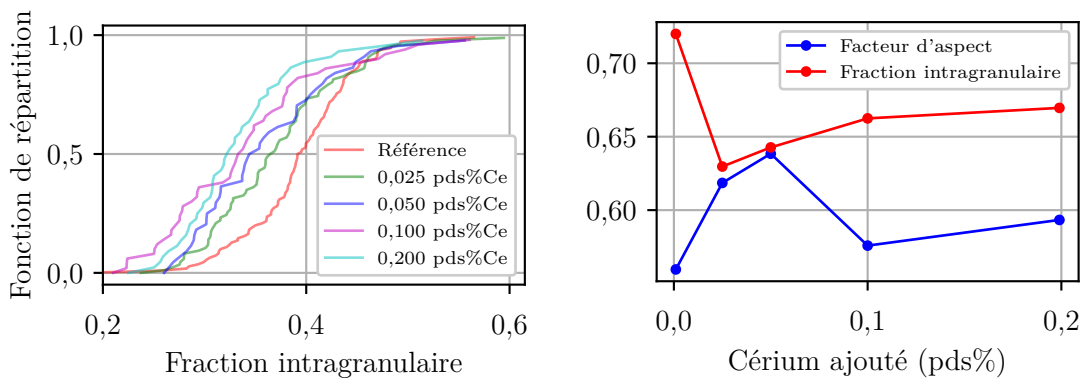 Fonction de répartition
1,0
0,5
0,0
0,2
0,4
0,6
Fraction intragranulaire
Référence
0,025 pds%Ce
0,050 pds%Ce
0,100 pds%Ce
0,200 pds%Ce
0,70
0,65
0,60
0,0
0,1
0,2
Cérium ajouté (pds%)
Facteur d'aspect
Fraction intragranulaire